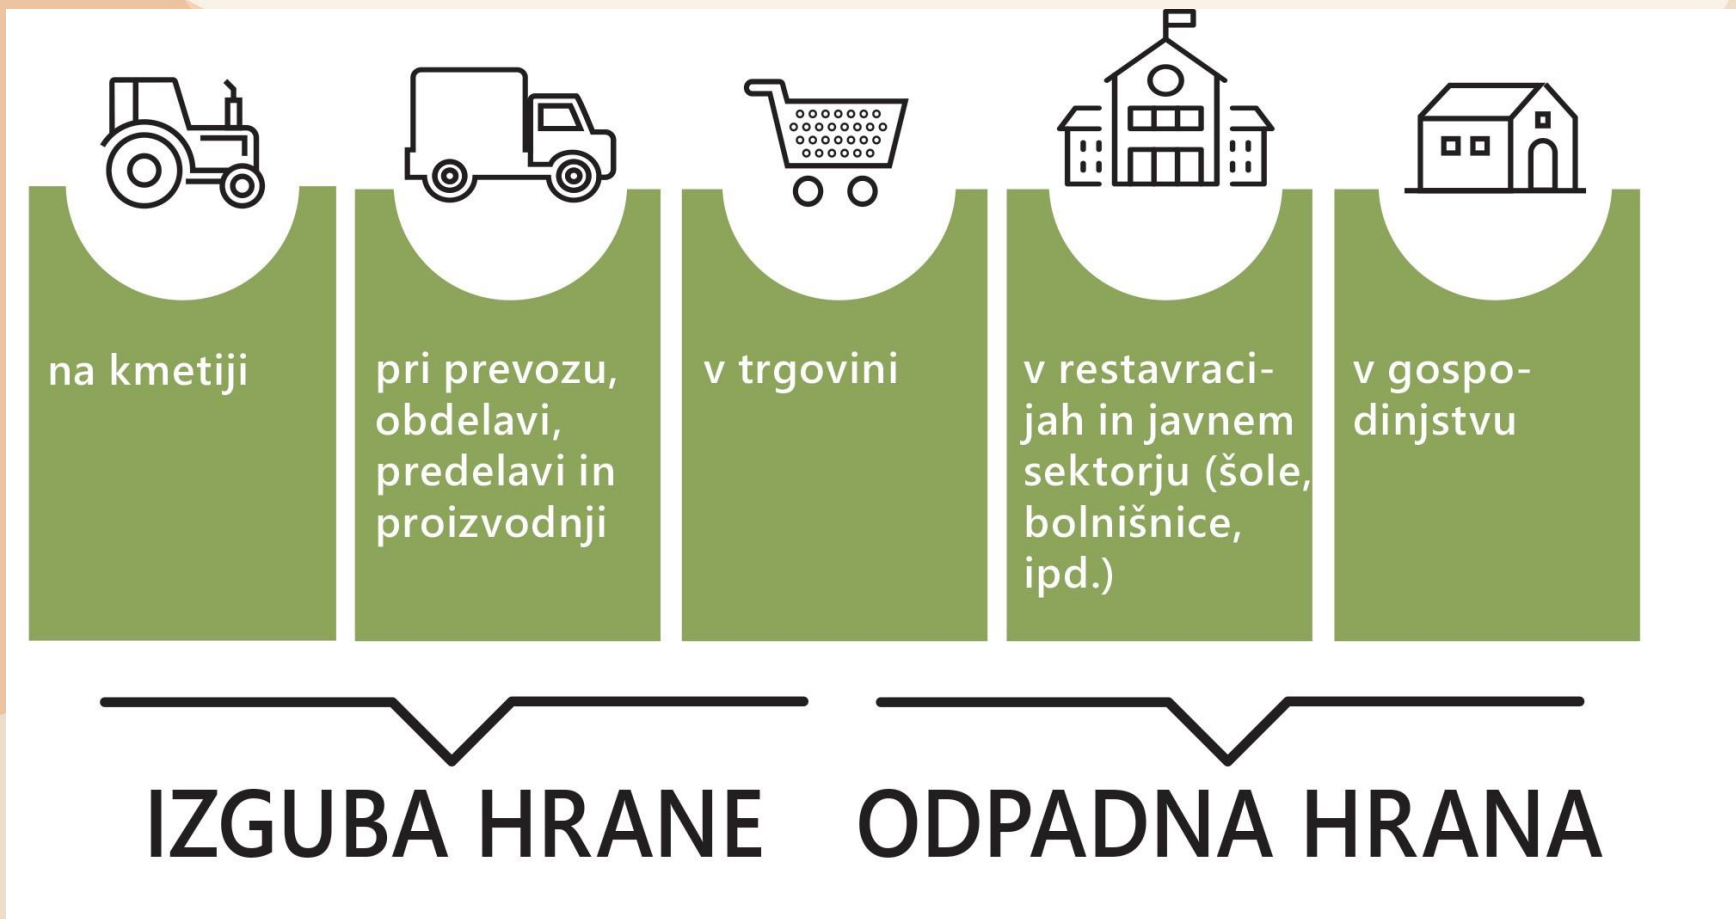 na kmetiji
pri prevozu,
obdelavi,
predelavi in
proizvodnji
v trgovini
v restavraci-
jah in javnem
sektorju (šole,
bolnišnice,
ipd.)
v gospo-
dinjstvu
IZGUBA HRANE
ODPADNA HRANA